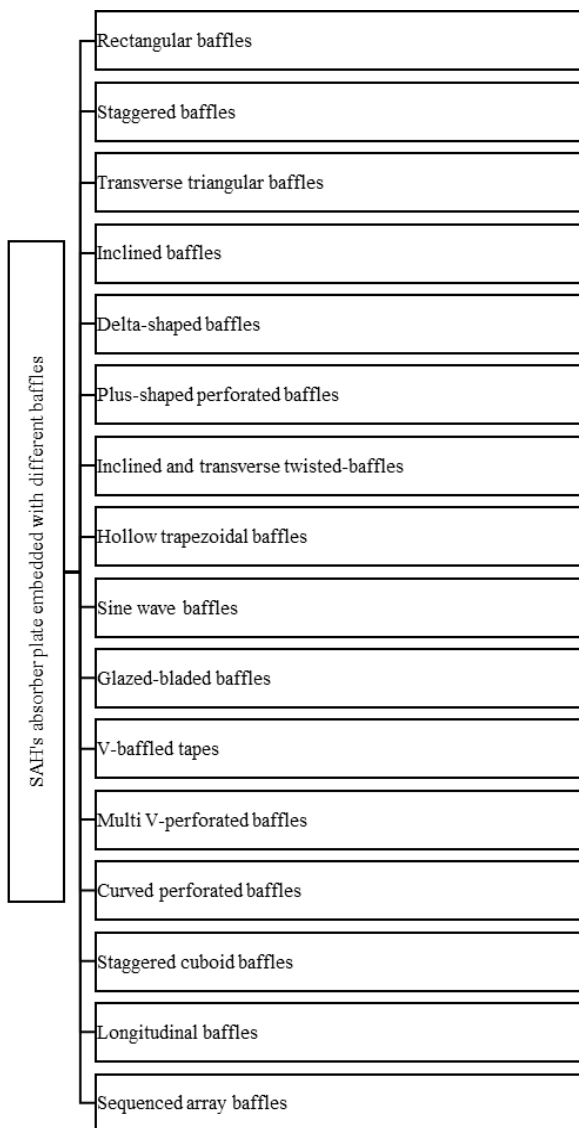 Rectangular baffles
Staggered baffles
Transverse triangular baffles
Inclined baffles
Delta-shaped baffles
Plus-shaped perforated baffles
Inclined and transverse twisted-baffles
Hollow trapezoidal baffles
Sine wave baffles
Glazed-bladed baffles
V-baffled tapes
Multi V-perforated baffles
Curved perforated baffles
Staggered cuboid baffles
Longitudinal baffles
Sequenced array baffles
SAH's absorber plate embedded with different baffles